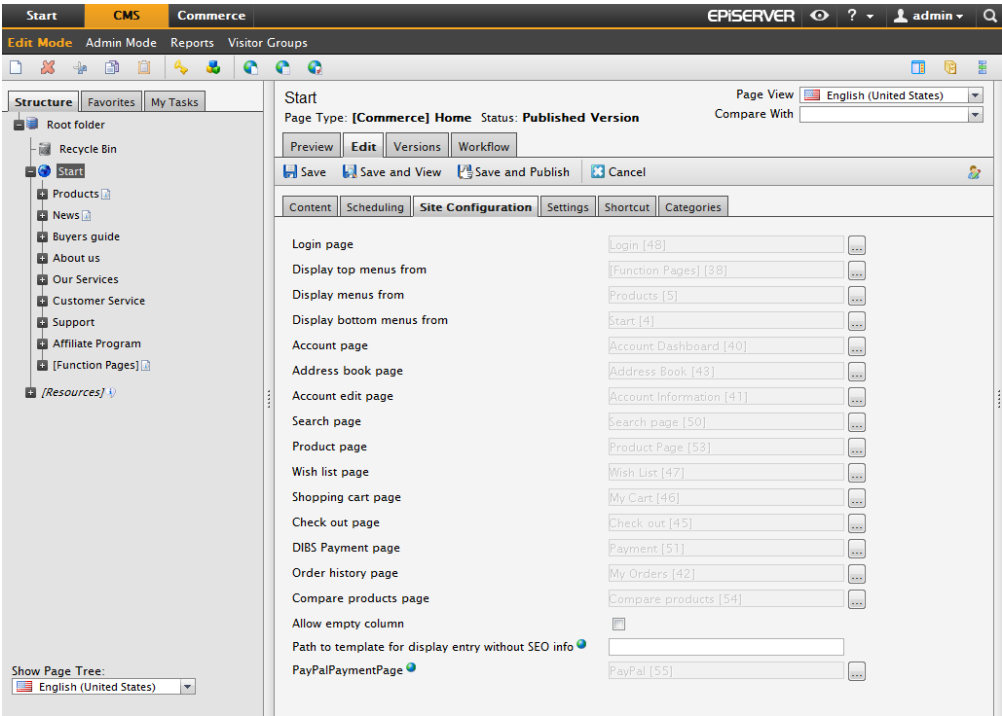 Start CMS Commerce EPiSERVER ? admin
Edit Mode Admin Mode Reports Visitor Groups
Structure Favorites My Tasks
Root folder
Recycle Bin
Start
Products
News
Buyers guide
About us
Our Services
Customer Service
Support
Affiliate Program
[Function Pages]
[Resources]
Show Page Tree:
English (United States)
Start
Page View English (United States)
Page Type: [Commerce] Home Status: Published Version
Compare With
Preview Edit Versions Workflow
Save Save and View Save and Publish Cancel
Content Scheduling Site Configuration Settings Shortcut Categories
Login page Login [48] ...
Display top menus from [Function Pages] [38] ...
Display menus from Products [5] ...
Display bottom menus from Start [4] ...
Account page Account Dashboard [40] ...
Address book page Address Book [43] ...
Account edit page Account Information [41] ...
Search page Search page [50] ...
Product page Product Page [53] ...
Wish list page Wish List [47] ...
Shopping cart page My Cart [46] ...
Check out page Check out [45] ...
DIBS Payment page Payment [51] ...
Order history page My Orders [42] ...
Compare products page Compare products [54] ...
Allow empty column
Path to template for display entry without SEO info
PayPalPaymentPage PayPal [55] ...